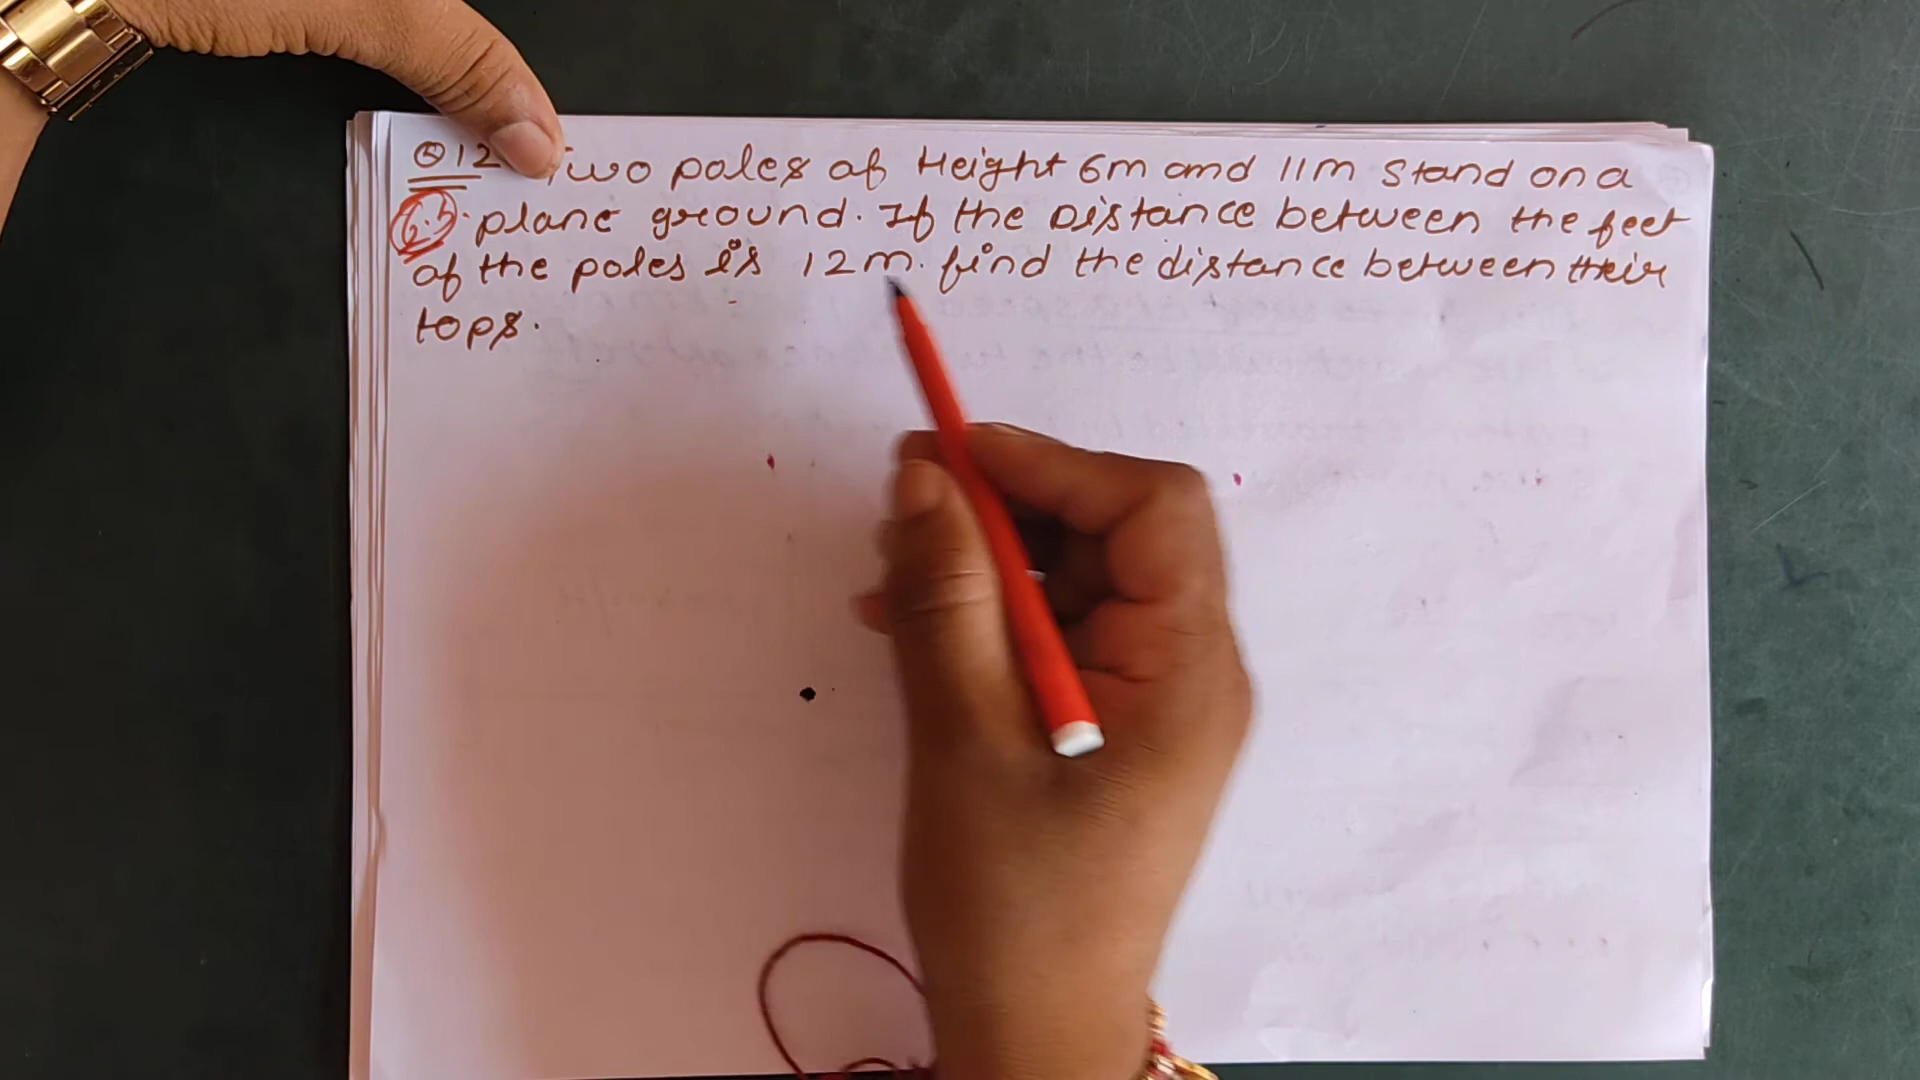 Q12 Two poles of Height 6m and 11m stand on a
6.5. plane ground. If the Distance between the feet
of the poles is 12m. find the distance between their
tops.